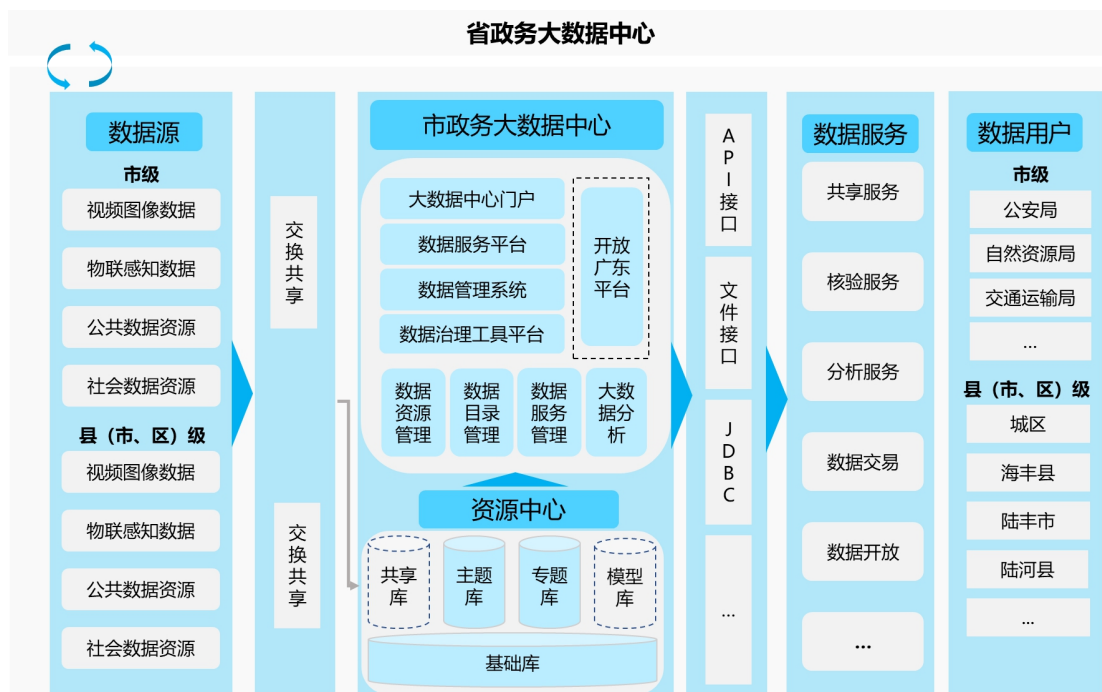 省政务大数据中心
数据源
市级
视频图像数据
物联感知数据
公共数据资源
社会数据资源
县（市、区）级
视频图像数据
物联感知数据
公共数据资源
社会数据资源
交
换
共
享
交
换
共
享
市政务大数据中心
大数据中心门户
数据服务平台
数据管理系统
数据治理工具平台
开放
广东
平台
数据
资源
管理
数据
目录
管理
数据
服务
管理
大数
据分
析
资源中心
共享
库
主题
库
专题
库
模型
库
基础库
A
P
I
接
口
文
件
接
口
J
D
B
C
...
数据服务
共享服务
核验服务
分析服务
数据交易
数据开放
...
数据用户
市级
公安局
自然资源局
交通运输局
...
县（市、区）级
城区
海丰县
陆丰市
陆河县
...